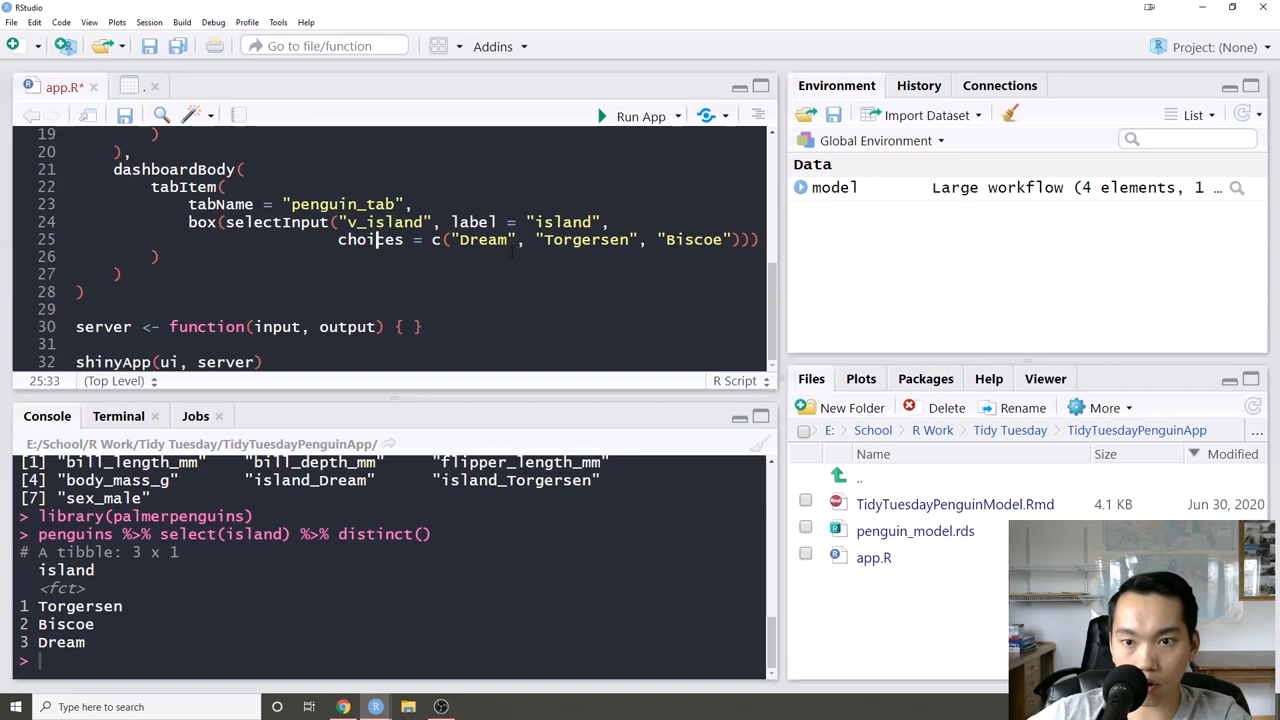 RStudio
File Edit Code View Plots Session Build Debug Profile Tools Help
Go to file/function Addins Project: (None)
app.R* .
Run App
19 )
20 ),
21 dashboardBody(
22 tabItem(
23 tabName = "penguin_tab",
24 box(selectInput("v_island", label = "island",
25 choices = c("Dream", "Torgersen", "Biscoe")))
26 )
27 )
28 )
29
30 server <- function(input, output) { }
31
32 shinyApp(ui, server)
25:33 (Top Level) R Script
Console Terminal Jobs
E:/School/R Work/Tidy Tuesday/TidyTuesdayPenguinApp/
[1] "bill_length_mm" "bill_depth_mm" "flipper_length_mm"
[4] "body_mass_g" "island_Dream" "island_Torgersen"
[7] "sex_male"
> library(palmerpenguins)
> penguins %>% select(island) %>% distinct()
# A tibble: 3 x 1
island
<fct>
1 Torgersen
2 Biscoe
3 Dream
>
Environment History Connections
Import Dataset List
Global Environment
Data
model Large workflow (4 elements, 1 …
Files Plots Packages Help Viewer
New Folder Delete Rename More
E: School R Work Tidy Tuesday TidyTuesdayPenguinApp ...
Name Size Modified
..
TidyTuesdayPenguinModel.Rmd 4.1 KB Jun 30, 2020
penguin_model.rds
app.R
Type here to search